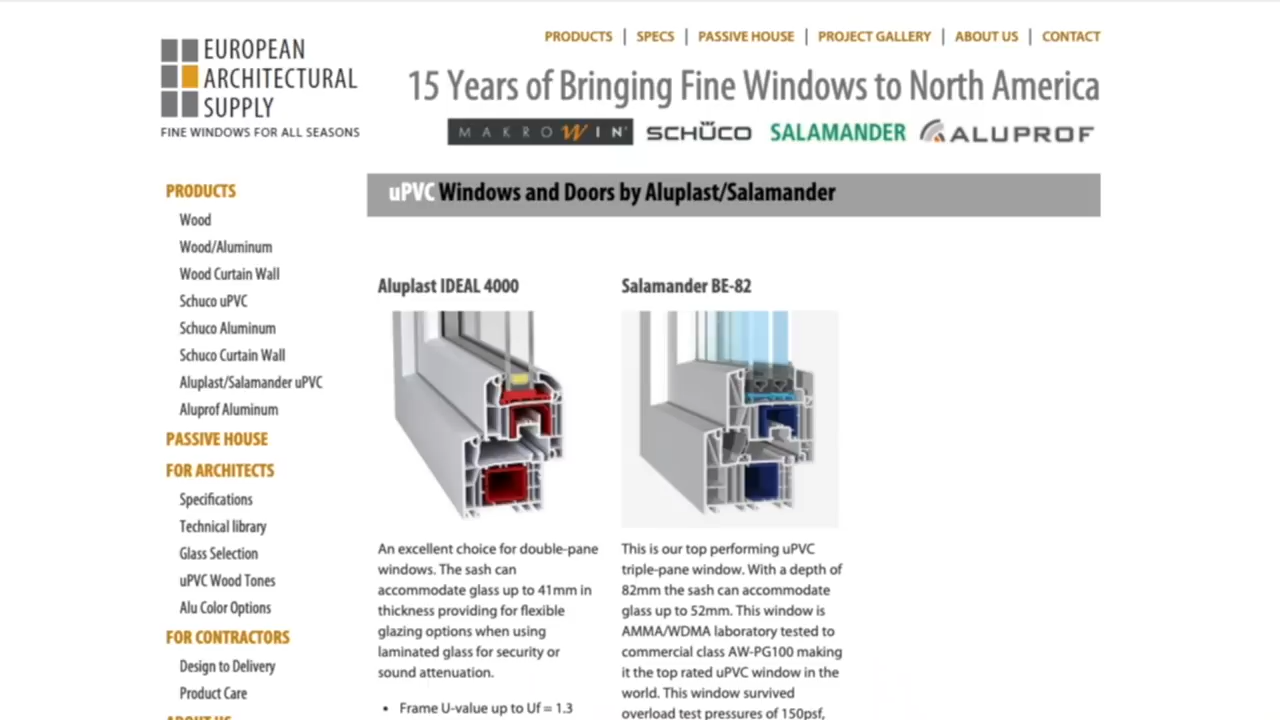 PRODUCTS | SPECS | PASSIVE HOUSE | PROJECT GALLERY | ABOUT US | CONTACT
EUROPEAN
ARCHITECTURAL
SUPPLY
FINE WINDOWS FOR ALL SEASONS
15 Years of Bringing Fine Windows to North America
MAKROWIN SCHÜCO SALAMANDER ALUPROF
PRODUCTS
Wood
Wood/Aluminum
Wood Curtain Wall
Schuco uPVC
Schuco Aluminum
Schuco Curtain Wall
Aluplast/Salamander uPVC
Aluprof Aluminum
PASSIVE HOUSE
FOR ARCHITECTS
Specifications
Technical library
Glass Selection
uPVC Wood Tones
Alu Color Options
FOR CONTRACTORS
Design to Delivery
Product Care
ABOUT US
uPVC Windows and Doors by Aluplast/Salamander
Aluplast IDEAL 4000
An excellent choice for double-pane
windows. The sash can
accommodate glass up to 41mm in
thickness providing for flexible
glazing options when using
laminated glass for security or
sound attenuation.
• Frame U-value up to Uf = 1.3
Salamander BE-82
This is our top performing uPVC
triple-pane window. With a depth of
82mm the sash can accommodate
glass up to 52mm. This window is
AMMA/WDMA laboratory tested to
commercial class AW-PG100 making
it the top rated uPVC window in the
world. This window survived
overload test pressures of 150psf,